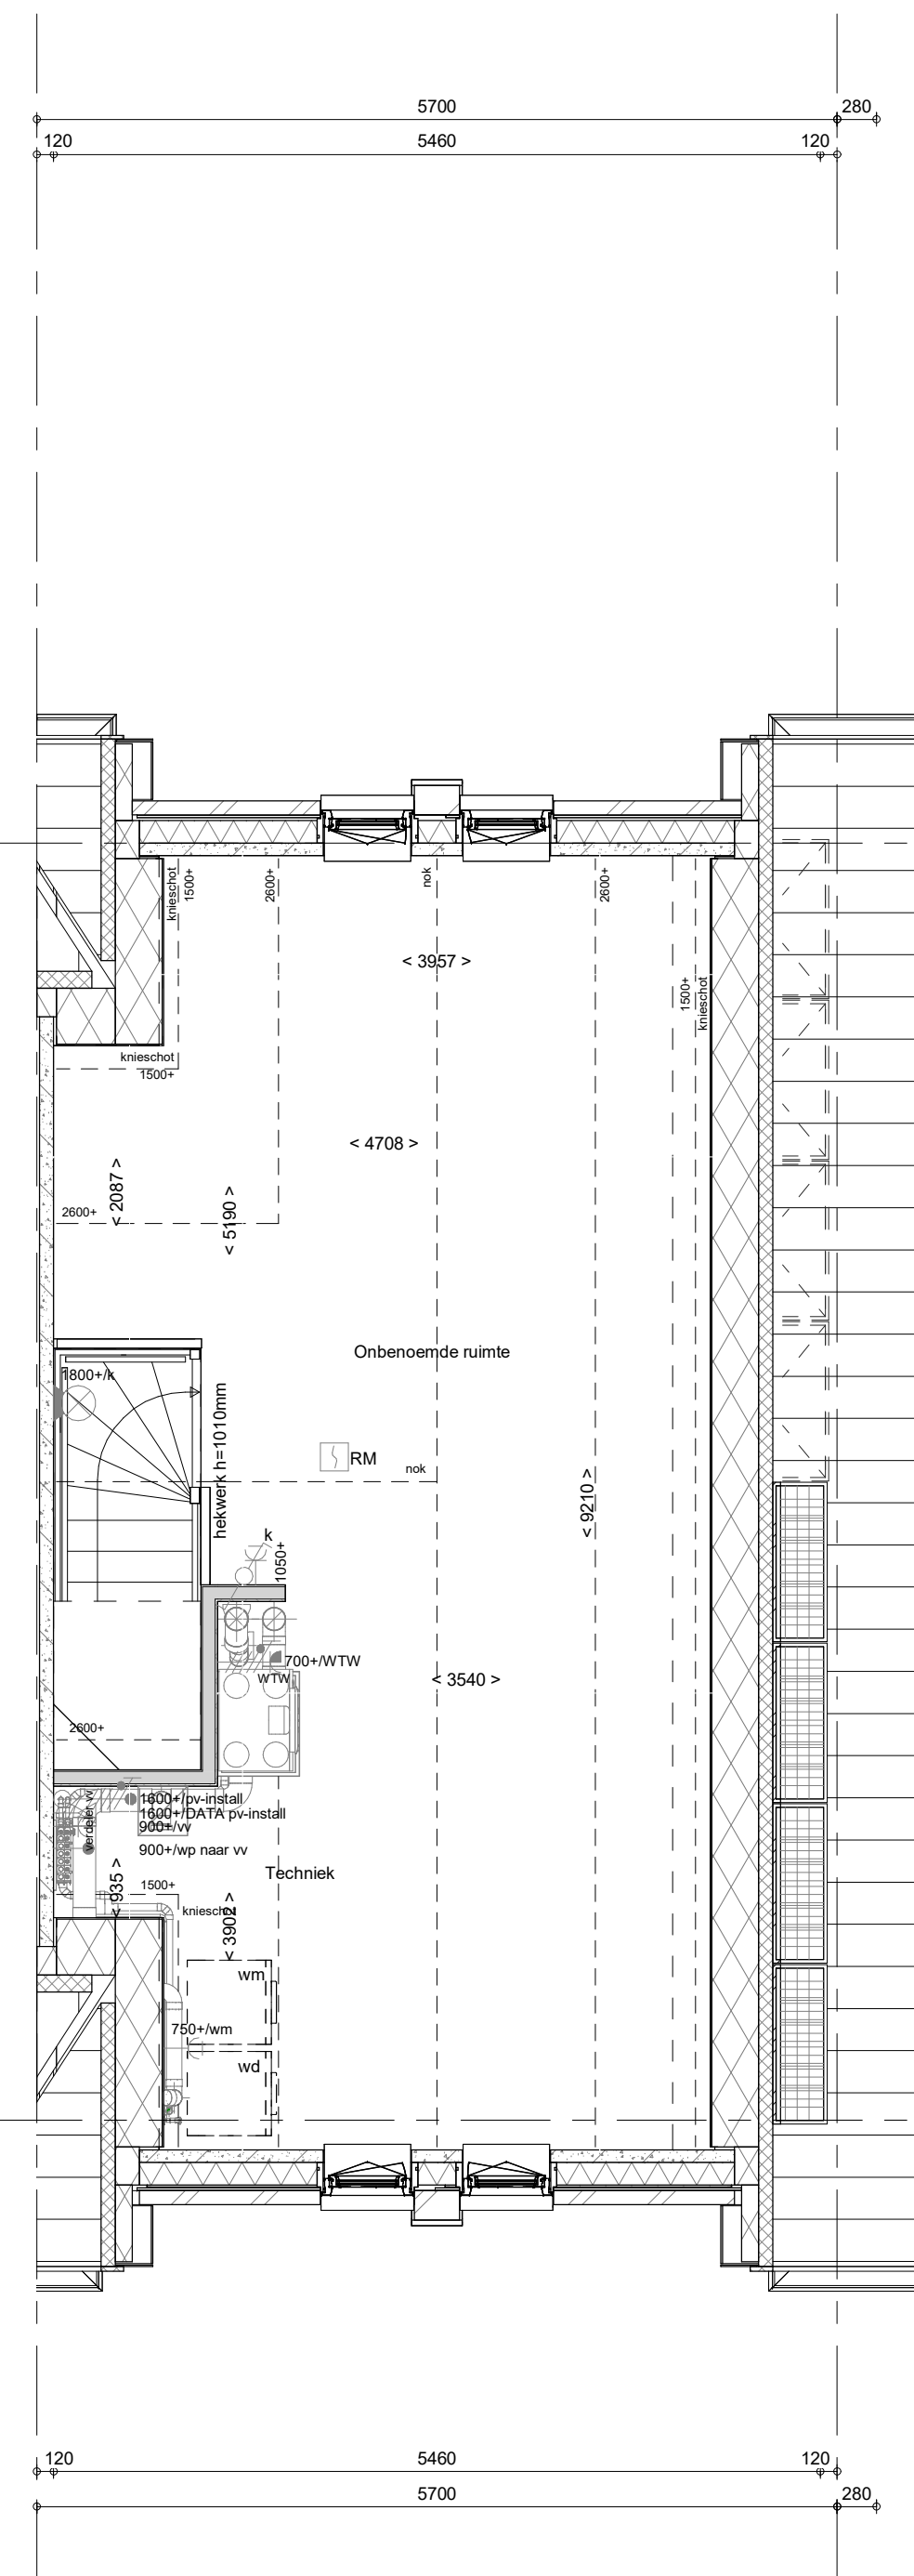 5700
280
120
5460
120
knieschot
1500+
2600+
nok
2600+
< 3957 >
1500+
knieschot
knieschot
1500+
< 4708 >
< 2087 >
< 5190 >
2600+
Onbenoemde ruimte
1800+/k
hekwerk h=1010mm
RM
nok
< 9210 >
k
1050+
700+/WTW
WTW
< 3540 >
2600+
verdeler vv
1600+/pv-install
1600+/DATA pv-install
900+/vv
900+/wp naar vv
Techniek
< 935 >
1500+
knieschot
< 3902 >
wm
750+/wm
wd
120
5460
120
5700
280